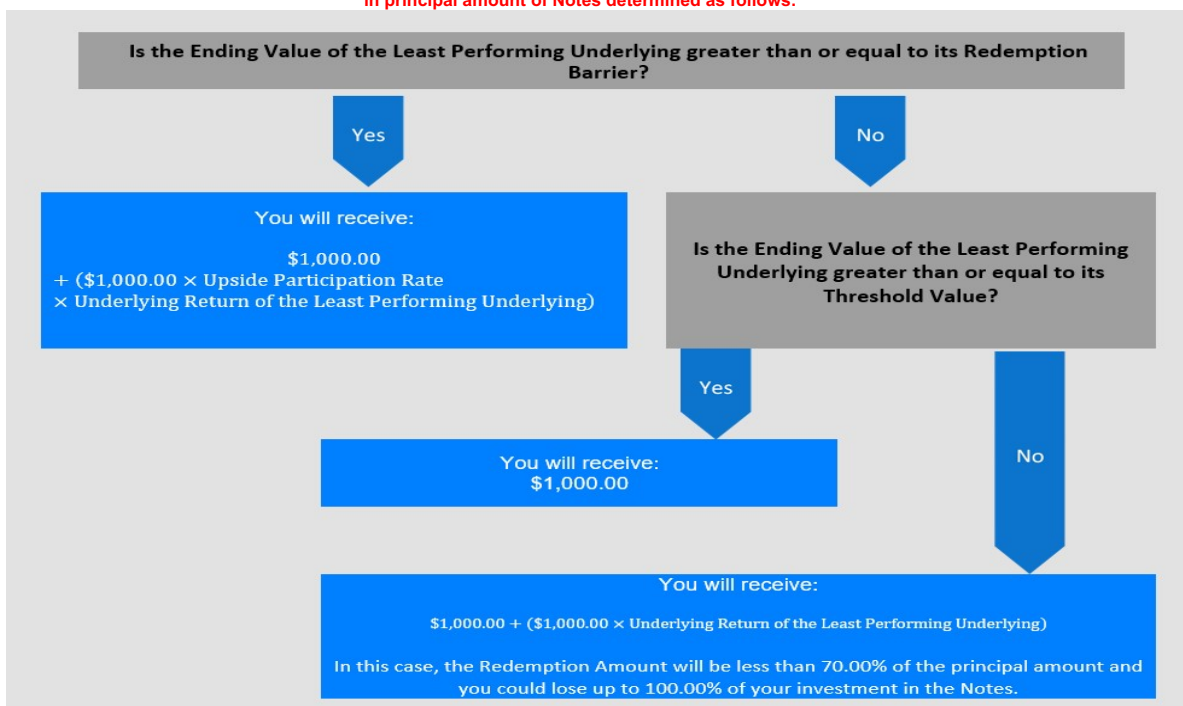 in principal amount of Notes determined as follows:
Is the Ending Value of the Least Performing Underlying greater than or equal to its Redemption
Barrier?
Yes
No
You will receive:
$1,000.00
+ ($1,000.00 × Upside Participation Rate
× Underlying Return of the Least Performing Underlying)
Is the Ending Value of the Least Performing
Underlying greater than or equal to its
Threshold Value?
Yes
No
You will receive:
$1,000.00
You will receive:
$1,000.00 + ($1,000.00 × Underlying Return of the Least Performing Underlying)
In this case, the Redemption Amount will be less than 70.00% of the principal amount and
you could lose up to 100.00% of your investment in the Notes.